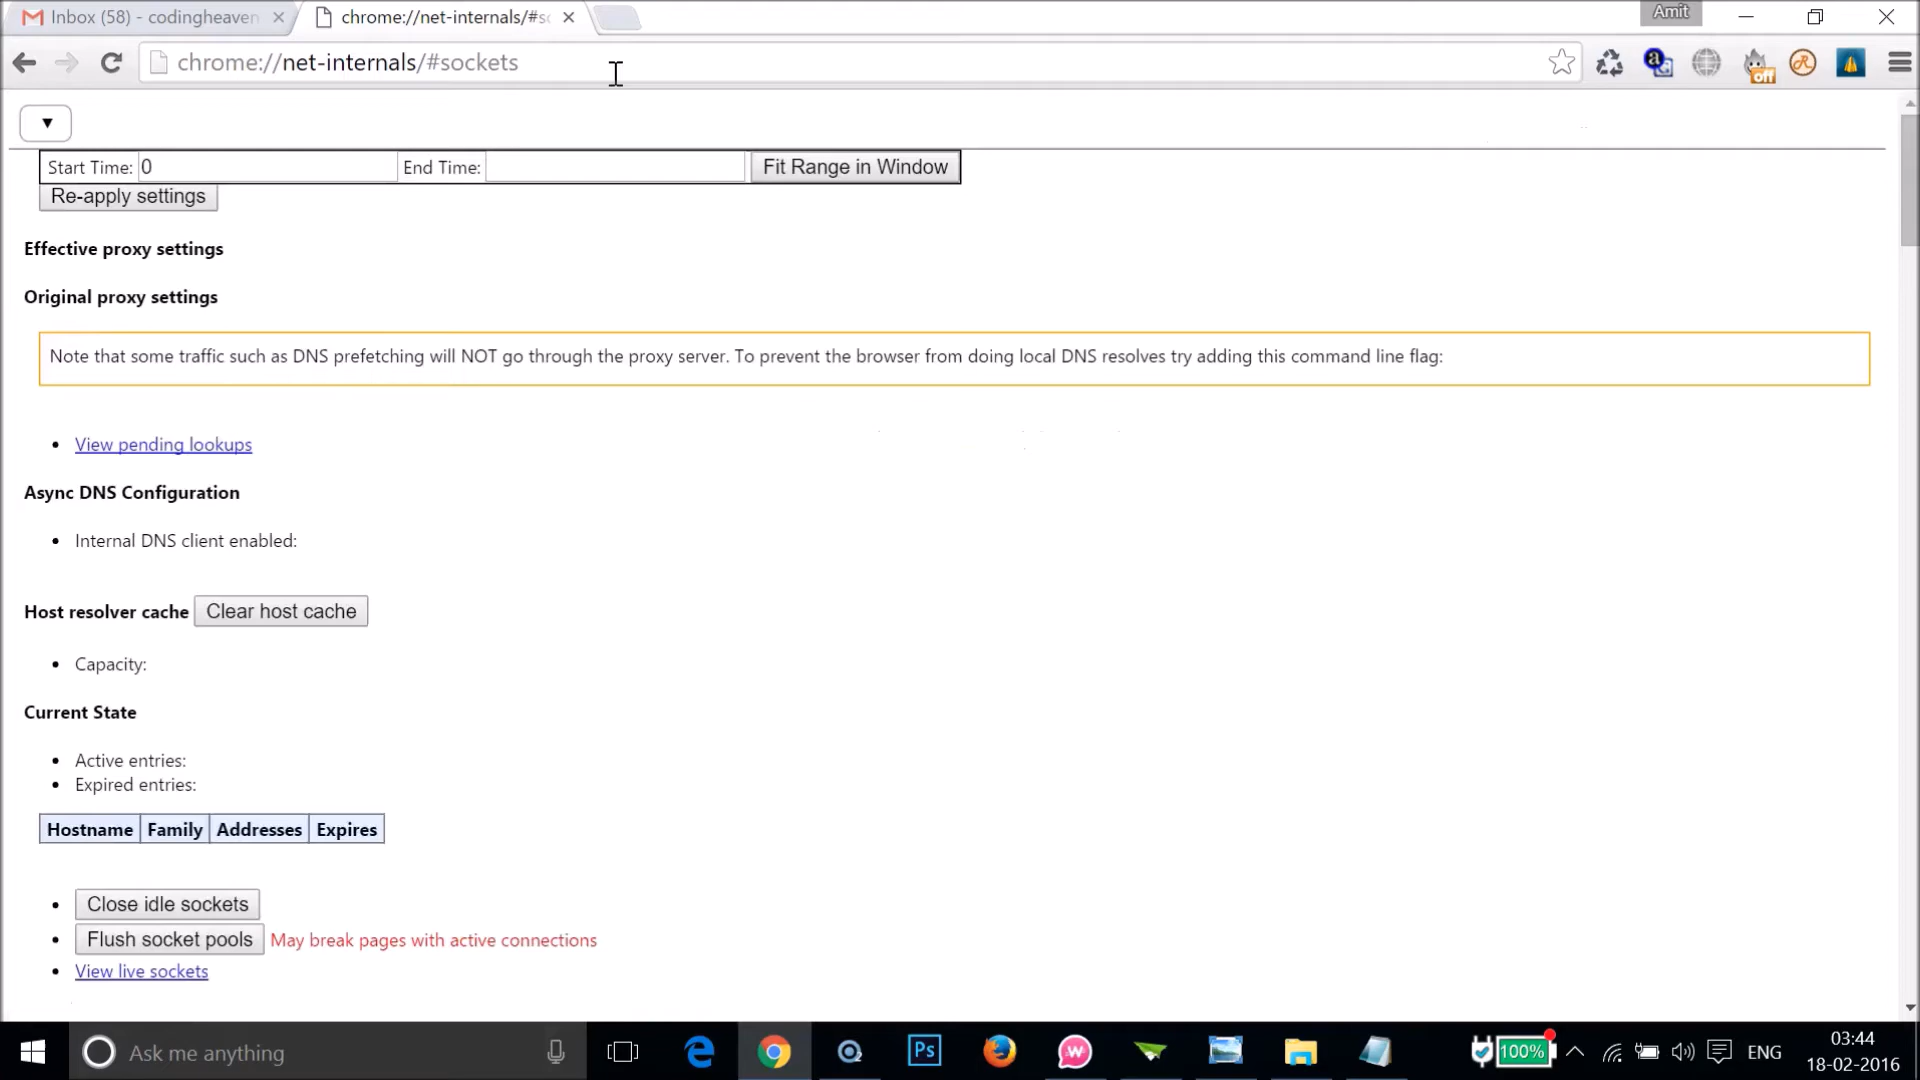 Inbox (58) - codingheaven
chrome://net-internals/#so
Amit
chrome://net-internals/#sockets
off
▼
Start Time: 0 End Time: Fit Range in Window
Re-apply settings
Effective proxy settings
Original proxy settings
Note that some traffic such as DNS prefetching will NOT go through the proxy server. To prevent the browser from doing local DNS resolves try adding this command line flag:
View pending lookups
Async DNS Configuration
Internal DNS client enabled:
Host resolver cache Clear host cache
Capacity:
Current State
Active entries:
Expired entries:
Hostname Family Addresses Expires
Close idle sockets
Flush socket pools May break pages with active connections
View live sockets
Ask me anything
Ps
100%
ENG
03:44
18-02-2016